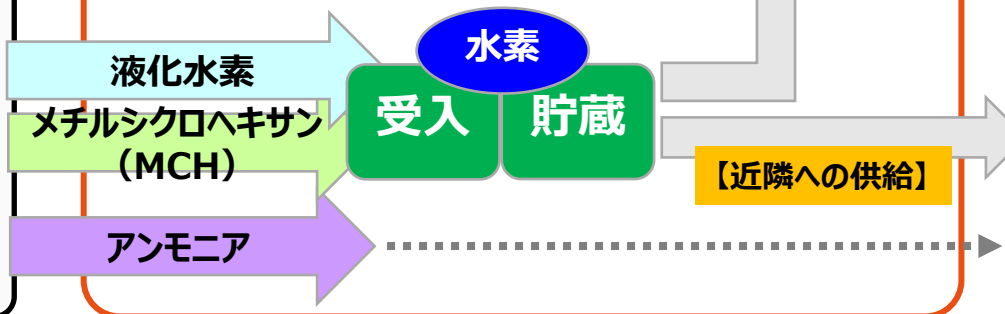 水素
液化水素
メチルシクロヘキサン
（MCH）
受入
貯蔵
【近隣への供給】
アンモニア